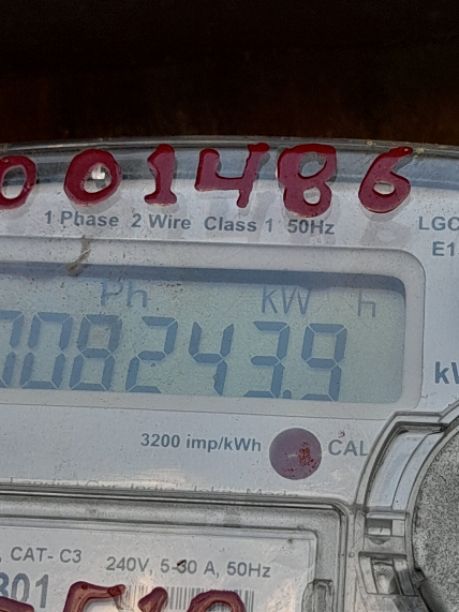 001486
1 Phase 2 Wire Class 1 50Hz
LGC
E1
Ph kW h
008243.9
kW
3200 imp/kWh CAL
, CAT- C3 240V, 5-30 A, 50Hz
301